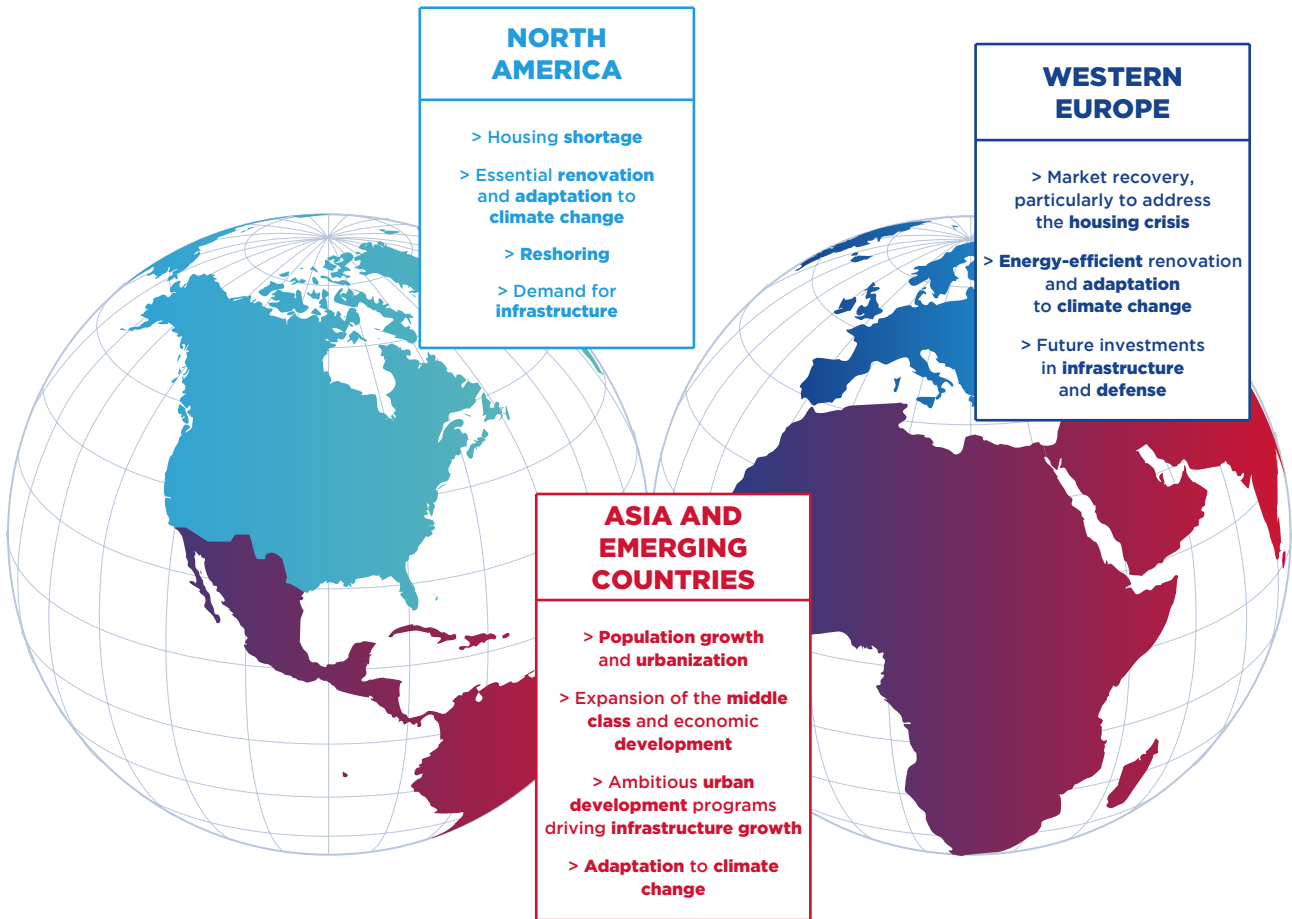 NORTH
AMERICA
> Housing shortage
> Essential renovation
and adaptation to
climate change
> Reshoring
> Demand for
infrastructure
WESTERN
EUROPE
> Market recovery,
particularly to address
the housing crisis
> Energy-efficient renovation
and adaptation
to climate change
> Future investments
in infrastructure
and defense
ASIA AND
EMERGING
COUNTRIES
> Population growth
and urbanization
> Expansion of the middle
class and economic
development
> Ambitious urban
development programs
driving infrastructure growth
> Adaptation to climate
change